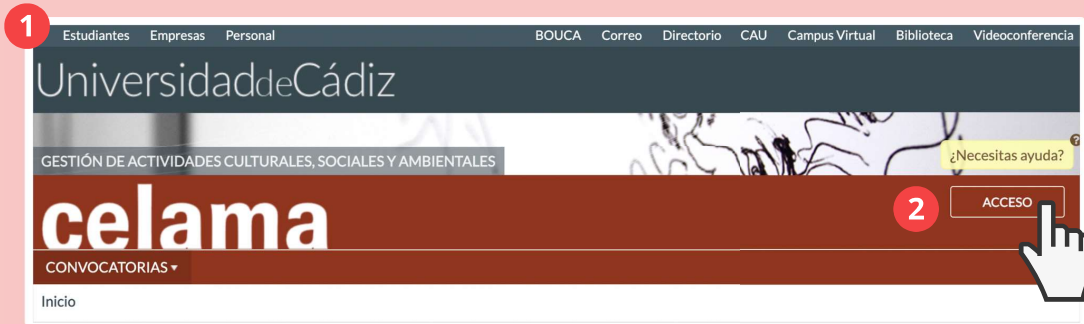 1
Estudiantes Empresas Personal BOUCA Correo Directorio CAU Campus Virtual Biblioteca Videoconferencia
UniversidaddeCádiz
GESTIÓN DE ACTIVIDADES CULTURALES, SOCIALES Y AMBIENTALES
?
¿Necesitas ayuda?
celama
2
ACCESO
CONVOCATORIAS
Inicio